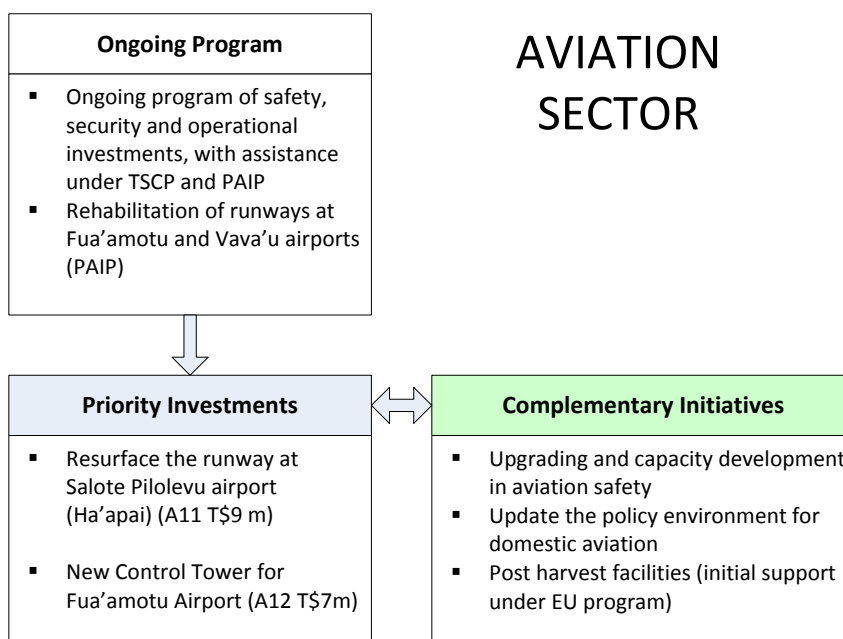 Ongoing Program
▪ Ongoing program of safety,
security and operational
investments, with assistance
under TSCP and PAIP
▪ Rehabilitation of runways at
Fua’amotu and Vava’u airports
(PAIP)
AVIATION
SECTOR
Priority Investments
▪ Resurface the runway at
Salote Pilolevu airport
(Ha’apai) (A11 T$9 m)
▪ New Control Tower for
Fua’amotu Airport (A12 T$7m)
Complementary Initiatives
▪ Upgrading and capacity development
in aviation safety
▪ Update the policy environment for
domestic aviation
▪ Post harvest facilities (initial support
under EU program)